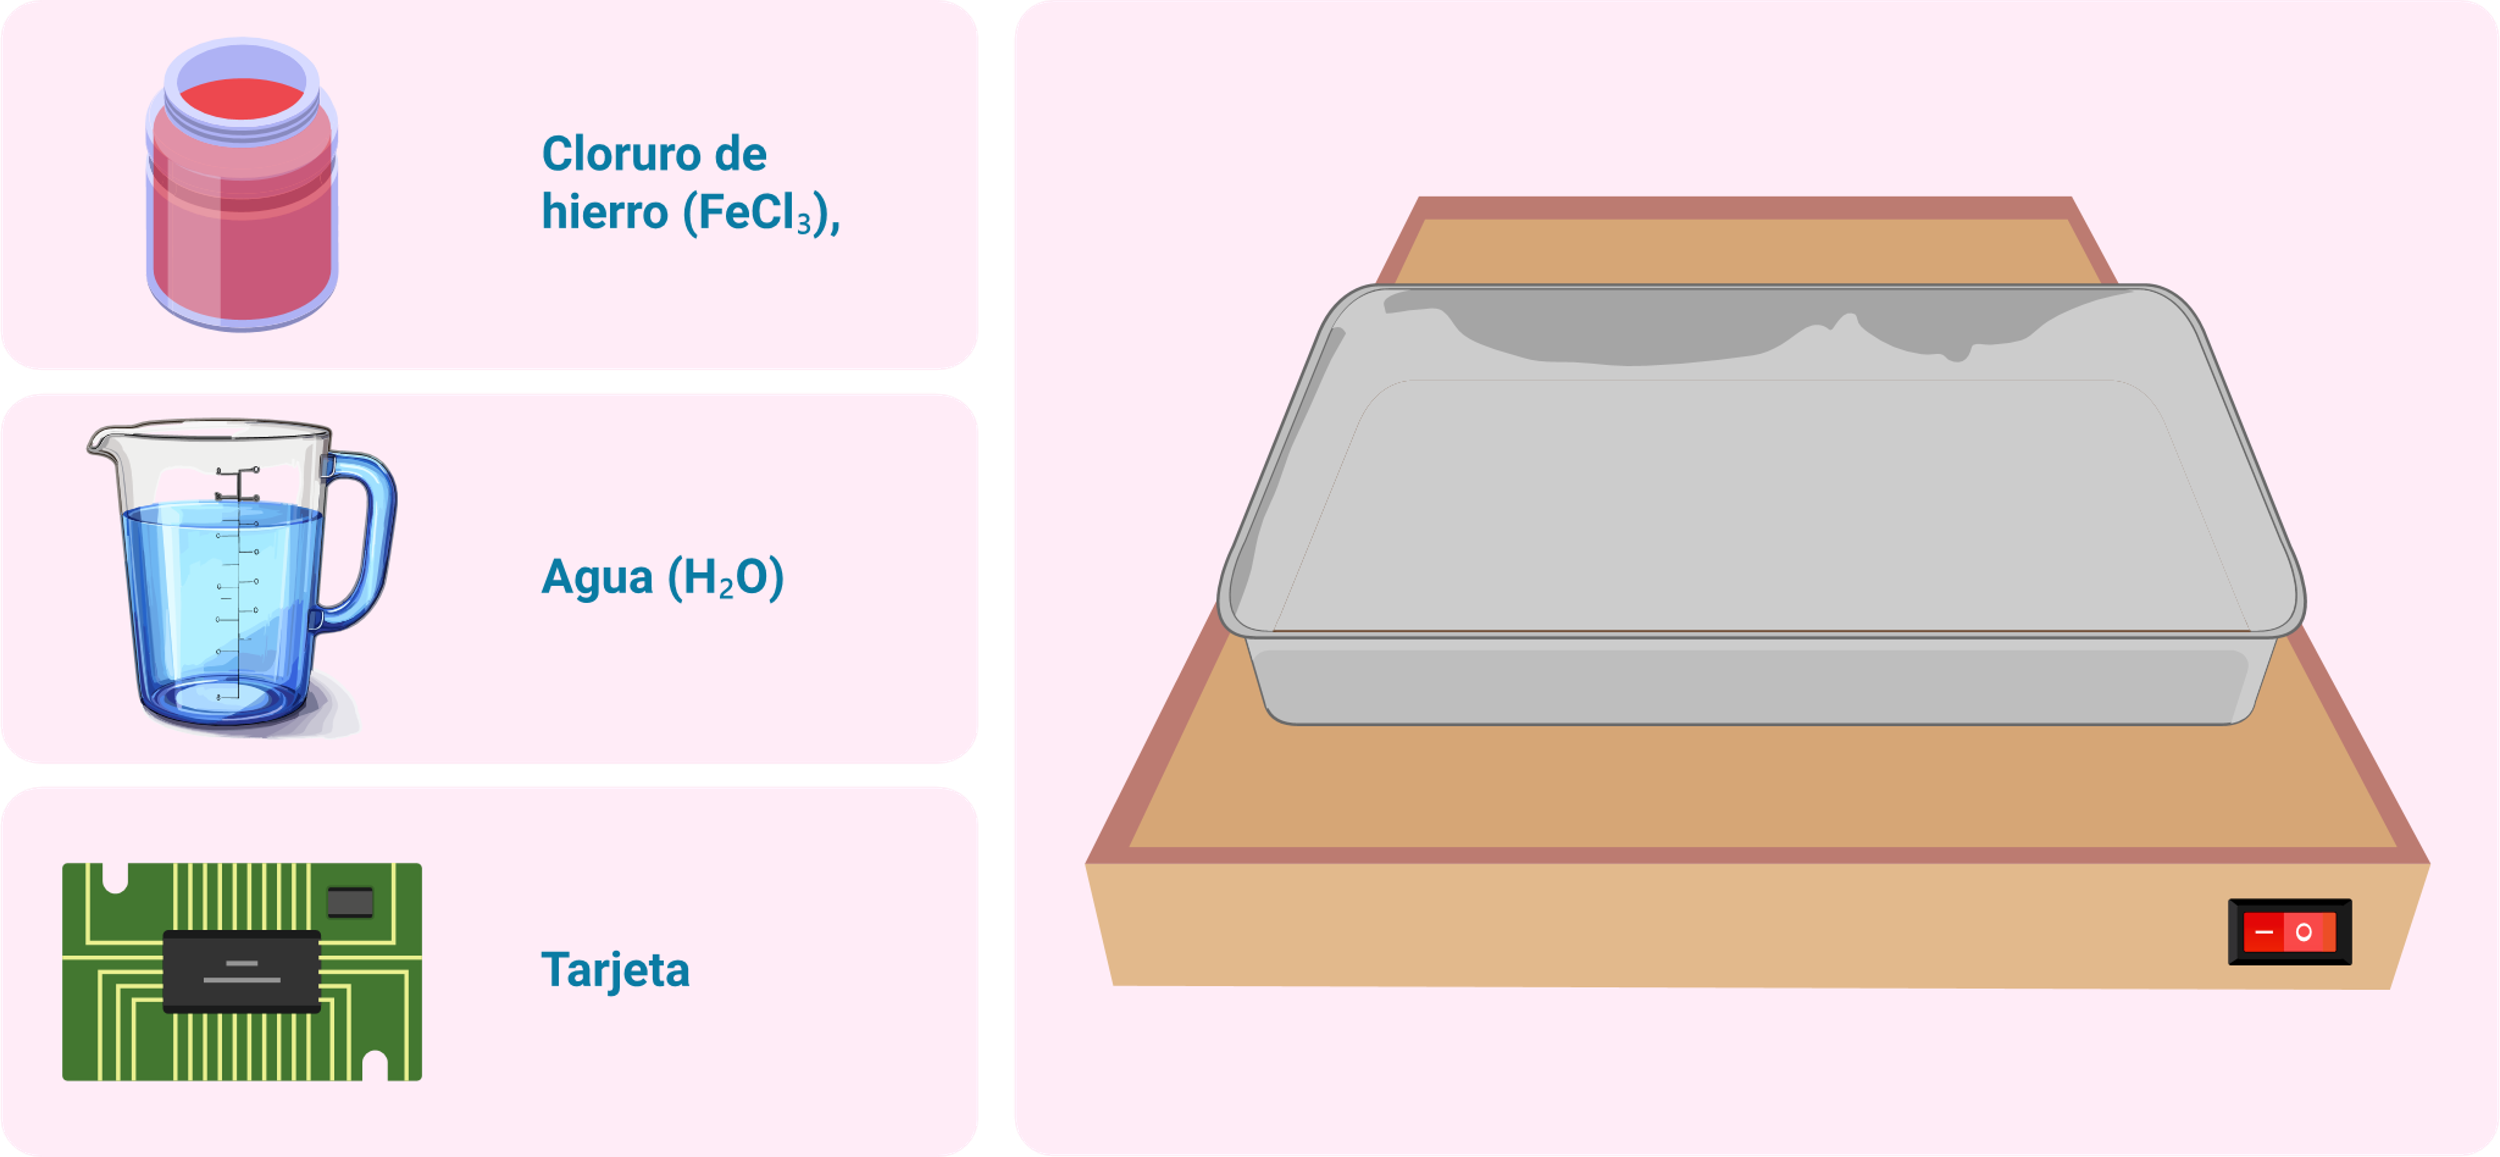 Cloruro de
hierro (FeCl₃),
Agua (H₂O)
Tarjeta